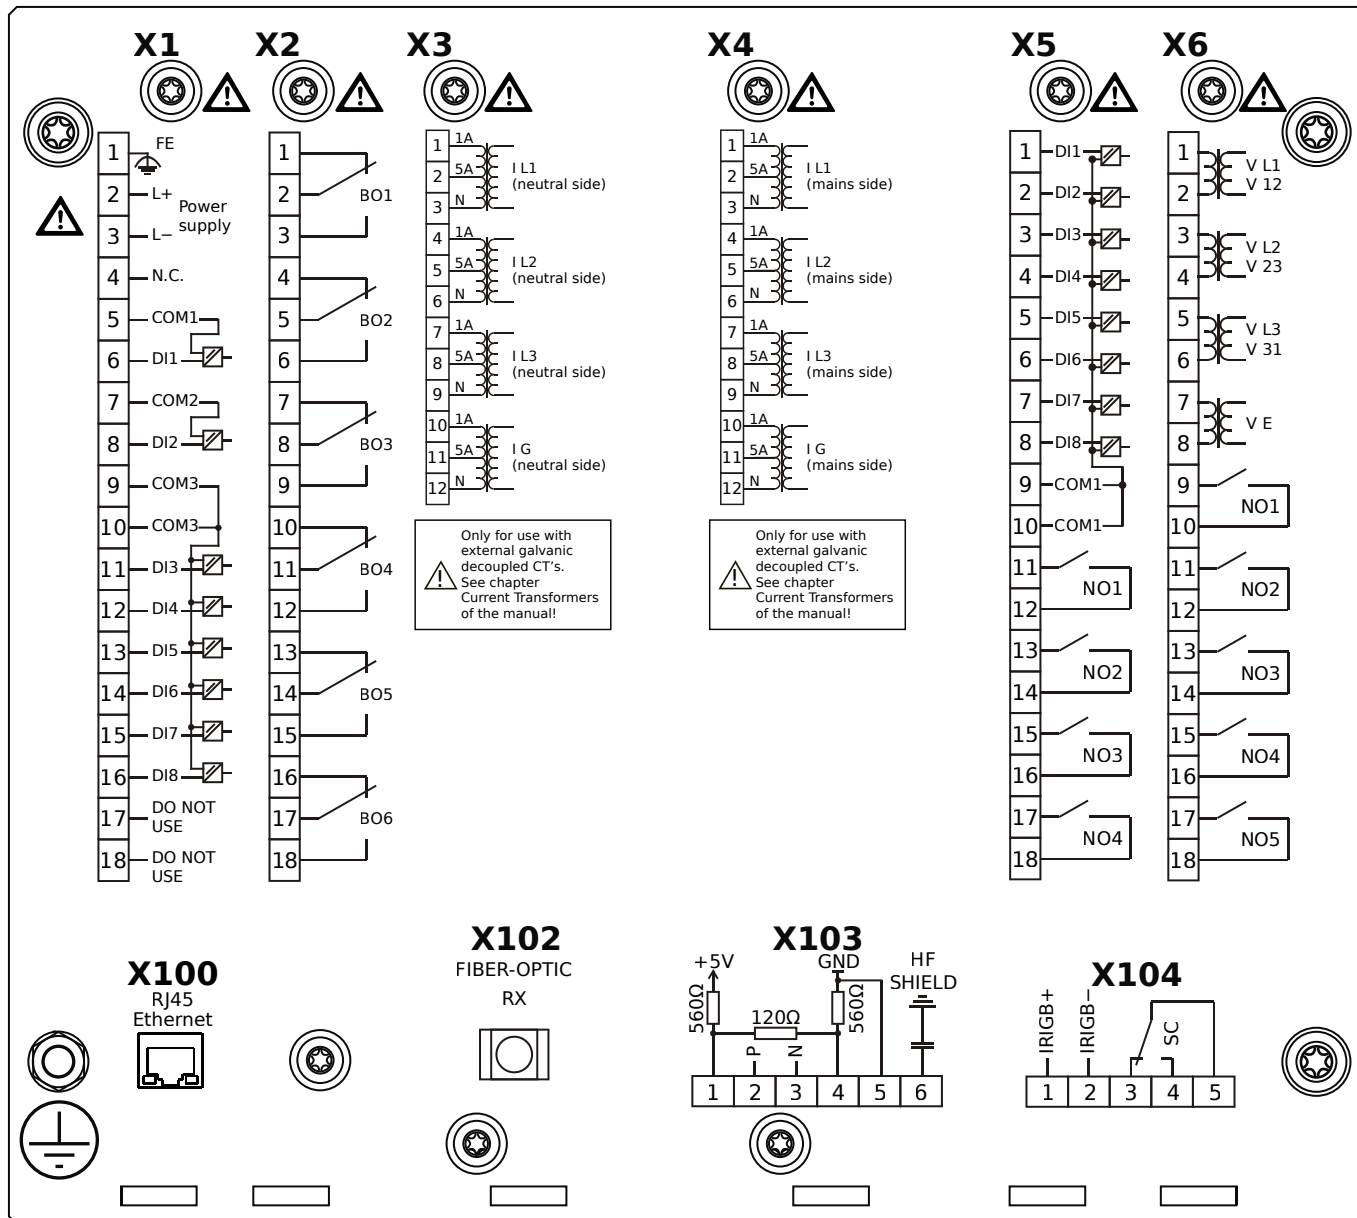 X1
1
FE
2
L+
Power
supply
3
L−
4
N.C.
5
COM1
6
DI1
7
COM2
8
DI2
9
COM3
10
COM3
11
DI3
12
DI4
13
DI5
14
DI6
15
DI7
16
DI8
17
DO NOT
USE
18
DO NOT
USE
X2
1
2
BO1
3
4
5
BO2
6
7
8
BO3
9
10
11
BO4
12
13
14
BO5
15
16
17
BO6
18
X3
1
1A
2
5A
I L1
(neutral side)
3
N
4
1A
5
5A
I L2
(neutral side)
6
N
7
1A
8
5A
I L3
(neutral side)
9
N
10
1A
11
5A
I G
(neutral side)
12
N
Only for use with
external galvanic
decoupled CT's.
See chapter
Current Transformers
of the manual!
X4
1
1A
2
5A
I L1
(mains side)
3
N
4
1A
5
5A
I L2
(mains side)
6
N
7
1A
8
5A
I L3
(mains side)
9
N
10
1A
11
5A
I G
(mains side)
12
N
Only for use with
external galvanic
decoupled CT's.
See chapter
Current Transformers
of the manual!
X5
1
DI1
2
DI2
3
DI3
4
DI4
5
DI5
6
DI6
7
DI7
8
DI8
9
COM1
10
COM1
11
NO1
12
13
NO2
14
15
NO3
16
17
NO4
18
X6
1
V L1
V 12
2
3
V L2
V 23
4
5
V L3
V 31
6
7
V E
8
9
NO1
10
11
NO2
12
13
NO3
14
15
NO4
16
17
NO5
18
X100
RJ45
Ethernet
X102
FIBER-OPTIC
RX
X103
+5V
GND
HF
SHIELD
560Ω
120Ω
560Ω
P
N
1 2 3 4 5 6
X104
IRIGB+
IRIGB−
SC
1 2 3 4 5